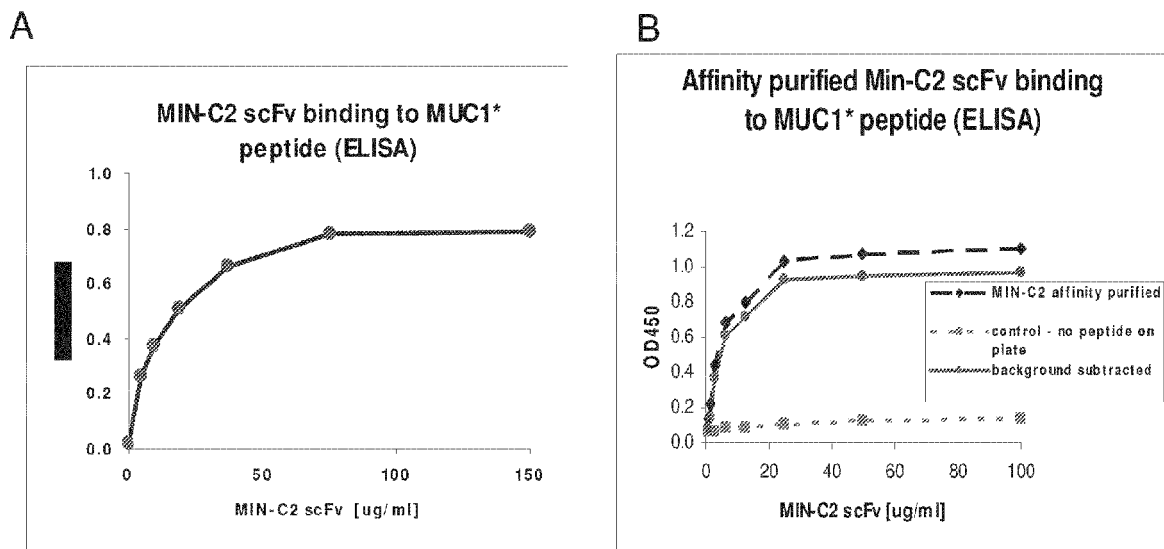 A
MIN-C2 scFv binding to MUC1*
peptide (ELISA)
1.0
0.8
0.6
0.4
0.2
0.0
0 50 100 150
MIN-C2 scFv [ug/ml]
B
Affinity purified Min-C2 scFv binding
to MUC1* peptide (ELISA)
1.2
1.0
0.8
0.6
0.4
0.2
0.0
OD450
0 20 40 60 80 100
MIN-C2 scFv[ug/ml]
MIN-C2 affinity purified
control - no peptide on
plate
background subtracted